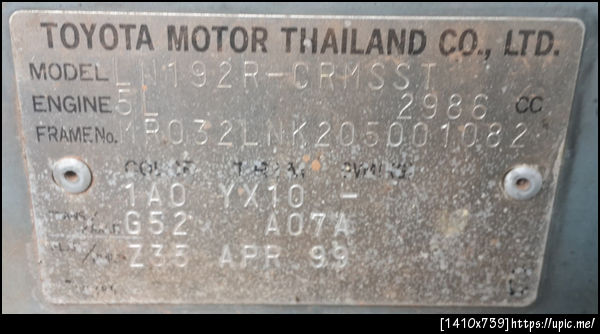 TOYOTA MOTOR THAILAND CO., LTD.
MODEL LN192R-CRMSST
ENGINE 5L 2986 CC
FRAME No. 1R032LNK205001082
COLOR
1A0 YX10 -
G52 A07A
Z35 APR 99
[1410x739]https://upic.me/